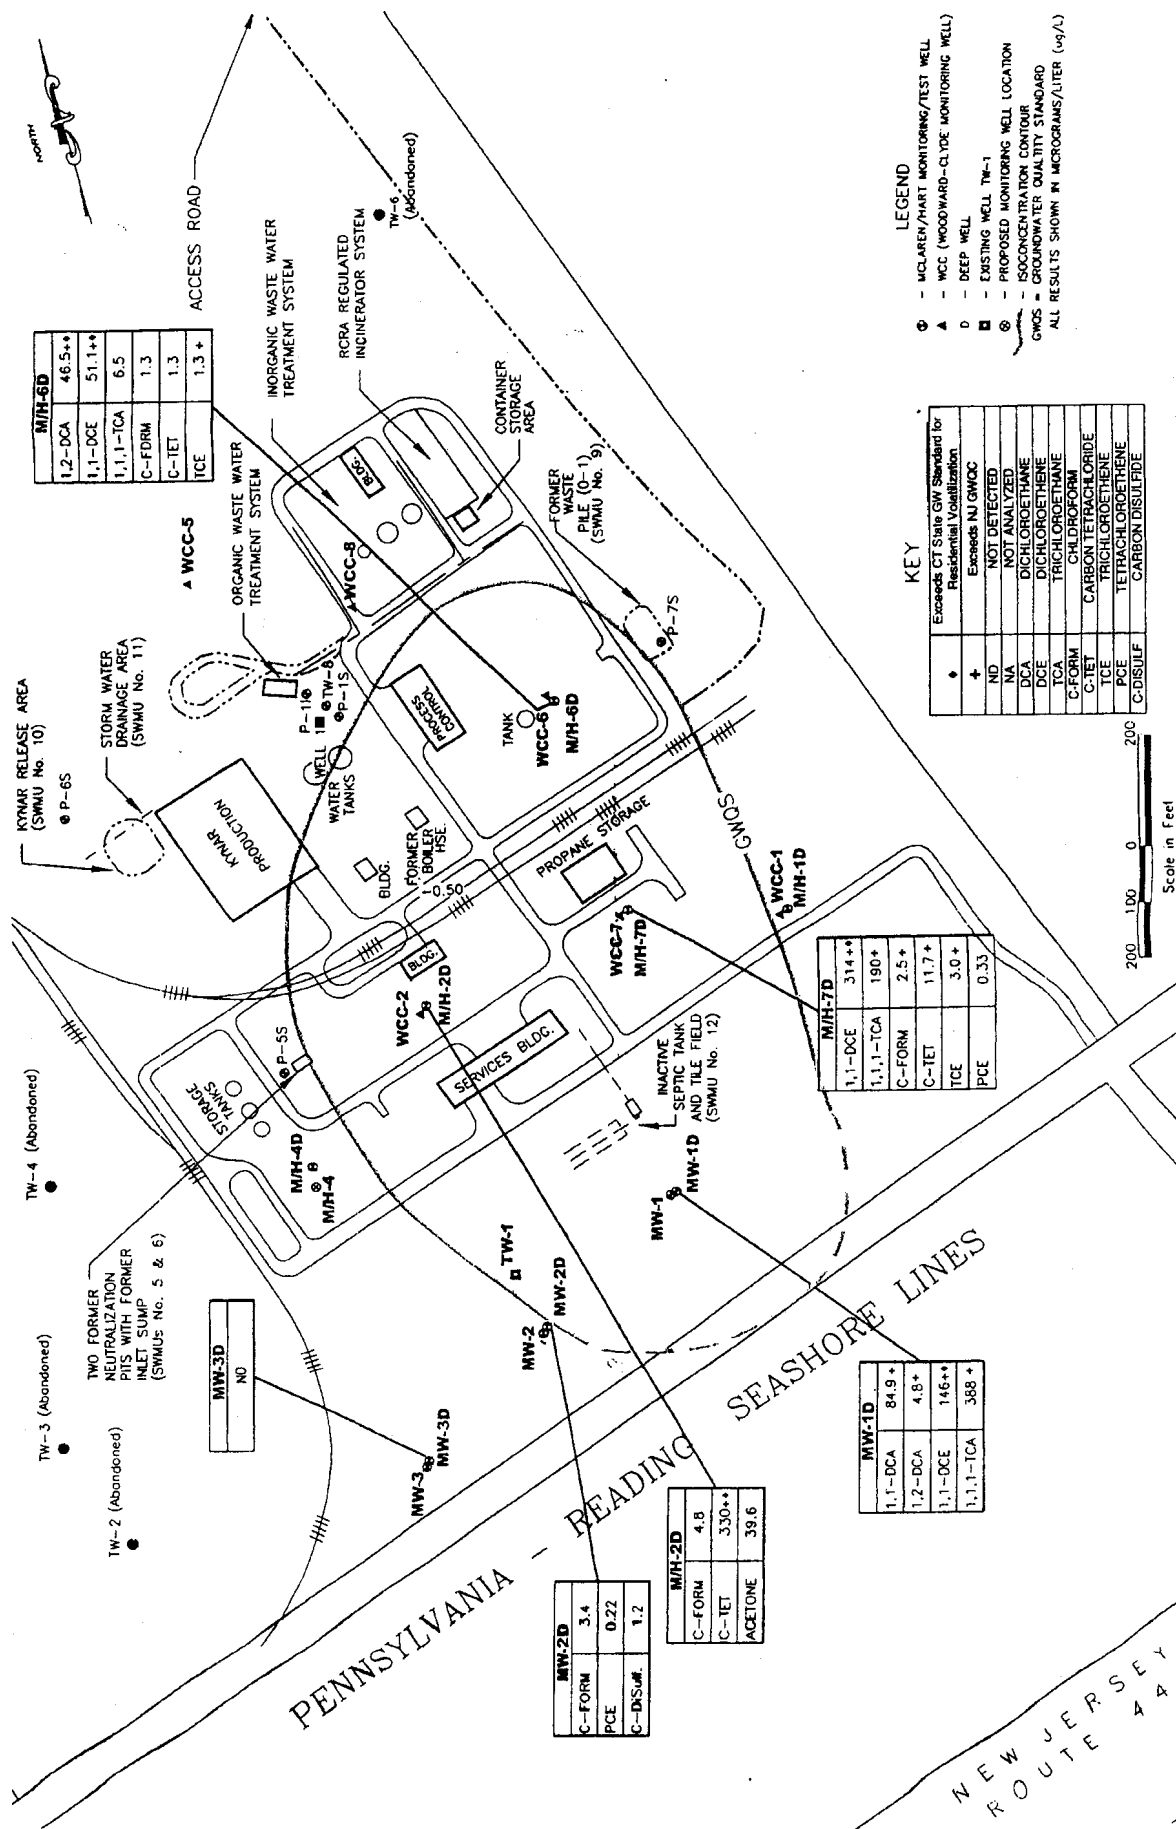 NORTH
ACCESS ROAD
M/H-6D
1,2-DCA 46.5♦+
1,1-DCE 51.1♦+
1,1,1-TCA 6.5
C-FORM 1.3
C-TET 1.3
TCE 1.3 +
TW-6
(Abandoned)
INORGANIC WASTE WATER
TREATMENT SYSTEM
RCRA REGULATED
INCINERATOR SYSTEM
CONTAINER
STORAGE
AREA
BLDG.
FORMER
WASTE
PILE (0-1)
(SWMU No. 9)
P-7S
▲ WCC-5
ORGANIC WASTE WATER
TREATMENT SYSTEM
WCC-8
KYNAR RELEASE AREA
(SWMU No. 10)
P-6S
STORM WATER
DRAINAGE AREA
(SWMU No. 11)
KYNAR
PRODUCTION
P-1I
TW-8
P-1S
WELL 1
WATER
TANKS
PROCESS
CONTROL
TANK
WCC-6
M/H-6D
FORMER
BOILER
HSE.
BLDG.
0.50
PROPANE STORAGE
GWQS
WCC-1
M/H-1D
WCC-7
M/H-7D
BLDG.
WCC-2
M/H-2D
SERVICES BLDG.
STORAGE
TANKS
P-5S
M/H-4D
M/H-4
INACTIVE
SEPTIC TANK
AND TILE FIELD
(SWMU No. 12)
M/H-7D
1,1-DCE 314♦+
1,1,1-TCA 190+
C-FORM 2.5+
C-TET 11.7+
TCE 3.0+
PCE 0.33
TW-4 (Abandoned)
TW-3 (Abandoned)
TW-2 (Abandoned)
TWO FORMER
NEUTRALIZATION
PITS WITH FORMER
INLET SUMP
(SWMUs No. 5 & 6)
MW-3D
ND
MW-3
MW-3D
TW-1
MW-2
MW-2D
MW-1
MW-1D
PENNSYLVANIA - READING SEASHORE LINES
MW-2D
C-FORM 3.4
PCE 0.22
C-DiSulf. 1.2
M/H-2D
C-FORM 4.8
C-TET 330♦+
ACETONE 39.6
MW-1D
1,1-DCA 84.9 +
1,2-DCA 4.8+
1,1-DCE 146♦+
1,1,1-TCA 388 +
NEW JERSEY
ROUTE 44
LEGEND
- MCLAREN/HART MONITORING/TEST WELL
▲ - WCC (WOODWARD-CLYDE MONITORING WELL)
D - DEEP WELL
- EXISTING WELL TW-1
⊗ - PROPOSED MONITORING WELL LOCATION
- ISOCONCENTRATION CONTOUR
GWQS = GROUNDWATER QUALTITY STANDARD
ALL RESULTS SHOWN IN MICROGRAMS/LITER (ug/L)
KEY
♦ Exceeds CT State GW Standard for Residential Volatilization
+ Exceeds NJ GWQC
ND NOT DETECTED
NA NOT ANALYZED
DCA DICHLOROETHANE
DCE DICHLOROETHENE
TCA TRICHLOROETHANE
C-FORM CHLOROFORM
C-TET CARBON TETRACHLORIDE
TCE TRICHLOROETHENE
PCE TETRACHLOROETHENE
C-DISULF CARBON DISULFIDE
200 100 0 200
Scale in Feet